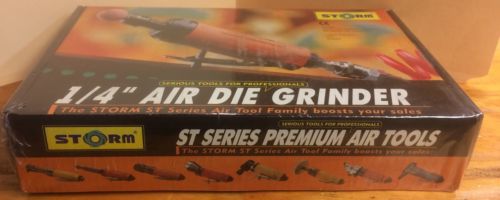 STORM
SERIOUS TOOLS FOR PROFESSIONALS
1/4" AIR DIE GRINDER
The STORM ST Series Air Tool Family boosts your sales
SERIOUS TOOLS FOR PROFESSIONALS
STORM
ST SERIES PREMIUM AIR TOOLS
The STORM ST Series Air Tool Family boosts your sales